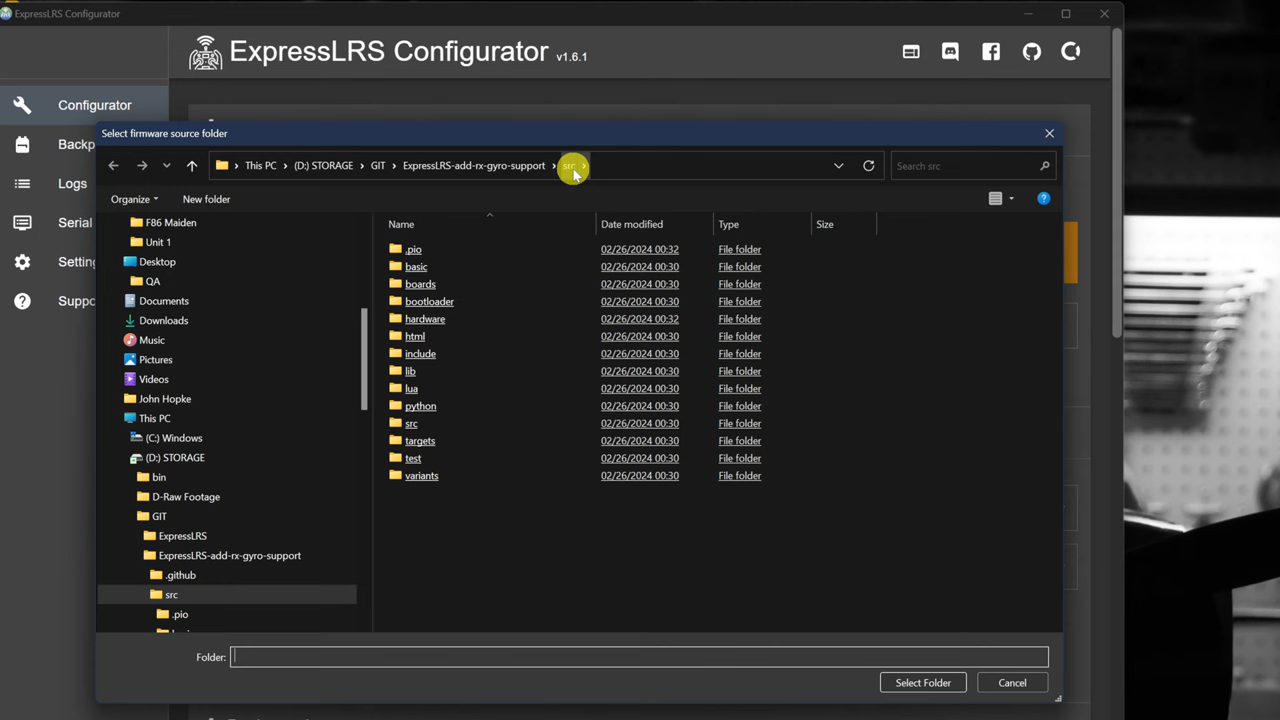 ExpressLRS Configurator
ExpressLRS Configurator v1.6.1
Configurator
Backp
Logs
Serial
Settin
Suppo
Select firmware source folder
This PC > (D:) STORAGE > GIT > ExpressLRS-add-rx-gyro-support > src >
Search src
Organize
New folder
F86 Maiden
Unit 1
Desktop
QA
Documents
Downloads
Music
Pictures
Videos
John Hopke
This PC
(C:) Windows
(D:) STORAGE
bin
D-Raw Footage
GIT
ExpressLRS
ExpressLRS-add-rx-gyro-support
.github
src
.pio
Name Date modified Type Size
.pio 02/26/2024 00:32 File folder
basic 02/26/2024 00:30 File folder
boards 02/26/2024 00:30 File folder
bootloader 02/26/2024 00:30 File folder
hardware 02/26/2024 00:32 File folder
html 02/26/2024 00:30 File folder
include 02/26/2024 00:30 File folder
lib 02/26/2024 00:30 File folder
lua 02/26/2024 00:30 File folder
python 02/26/2024 00:30 File folder
src 02/26/2024 00:30 File folder
targets 02/26/2024 00:30 File folder
test 02/26/2024 00:30 File folder
variants 02/26/2024 00:30 File folder
Folder:
Select Folder
Cancel